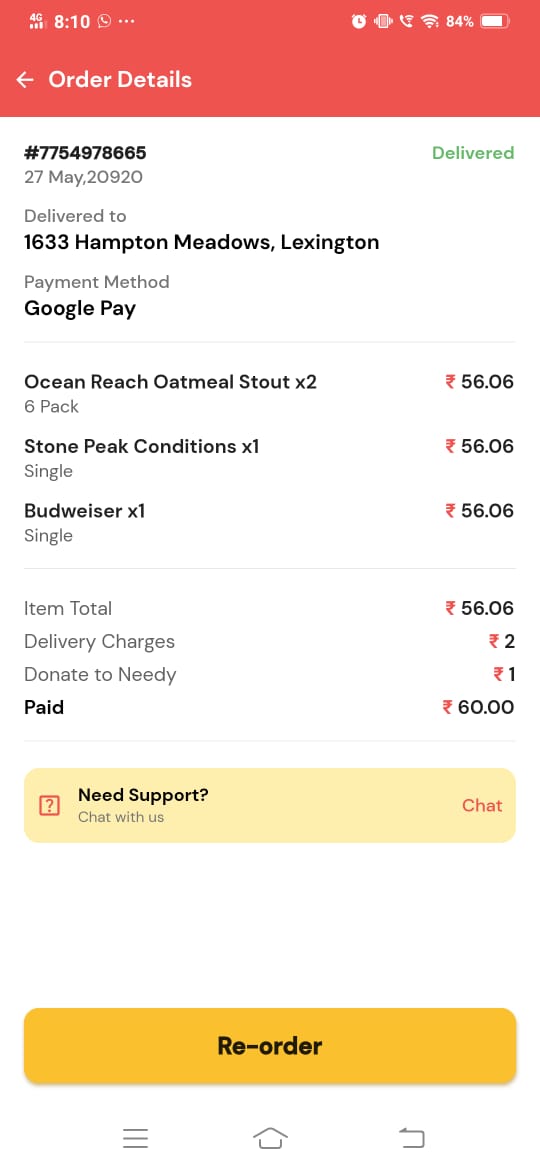 4G 8:10 ... 84%
Order Details
#7754978665 Delivered
27 May,20920
Delivered to
1633 Hampton Meadows, Lexington
Payment Method
Google Pay
Ocean Reach Oatmeal Stout x2 ₹ 56.06
6 Pack
Stone Peak Conditions x1 ₹ 56.06
Single
Budweiser x1 ₹ 56.06
Single
Item Total ₹ 56.06
Delivery Charges ₹ 2
Donate to Needy ₹ 1
Paid ₹ 60.00
Need Support?
Chat with us
Chat
Re-order